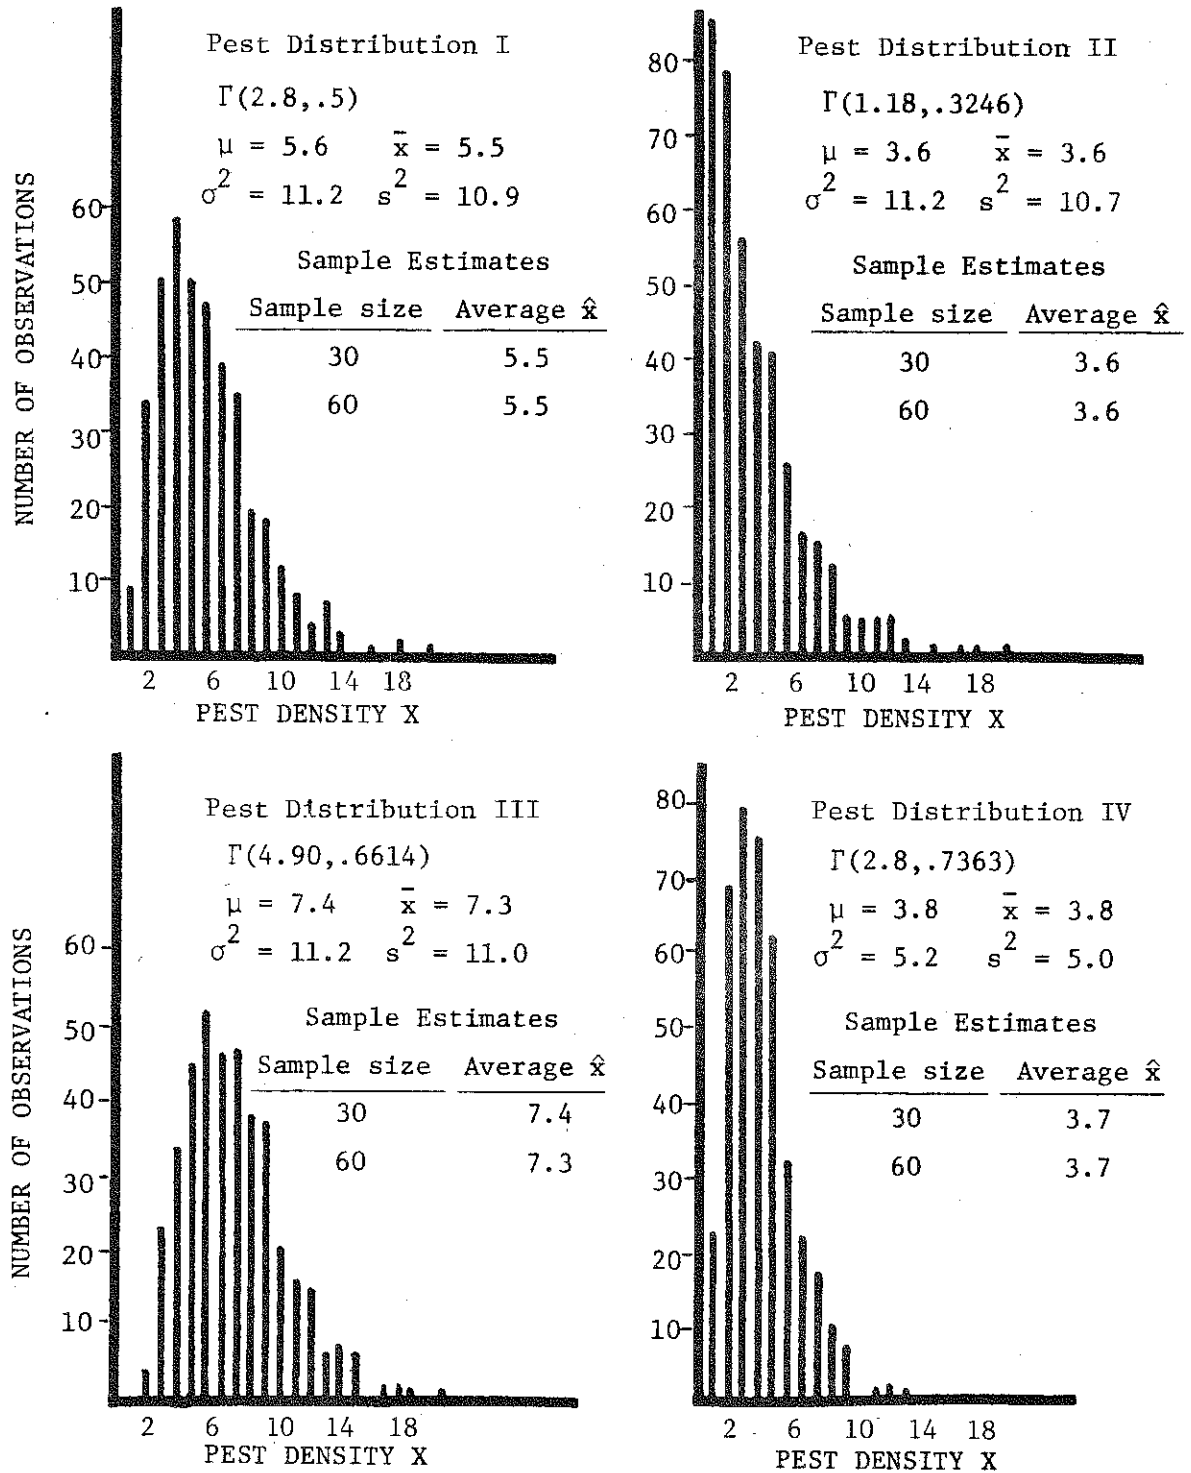 NUMBER OF OBSERVATIONS
Pest Distribution I
Γ(2.8,.5)
μ = 5.6 x̄ = 5.5
σ² = 11.2 s² = 10.9
Sample Estimates
Sample size Average x̂
30 5.5
60 5.5
60
50
40
30
20
10
2 6 10 14 18
PEST DENSITY X
Pest Distribution II
Γ(1.18,.3246)
μ = 3.6 x̄ = 3.6
σ² = 11.2 s² = 10.7
Sample Estimates
Sample size Average x̂
30 3.6
60 3.6
80
70
60
50
40
30
20
10
2 6 10 14 18
PEST DENSITY X
NUMBER OF OBSERVATIONS
Pest Distribution III
Γ(4.90,.6614)
μ = 7.4 x̄ = 7.3
σ² = 11.2 s² = 11.0
Sample Estimates
Sample size Average x̂
30 7.4
60 7.3
60
50
40
30
20
10
2 6 10 14 18
PEST DENSITY X
Pest Distribution IV
Γ(2.8,.7363)
μ = 3.8 x̄ = 3.8
σ² = 5.2 s² = 5.0
Sample Estimates
Sample size Average x̂
30 3.7
60 3.7
80
70
60
50
40
30
20
10
2 6 10 14 18
PEST DENSITY X